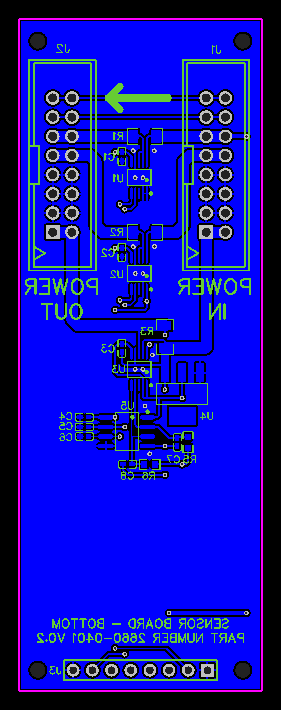 J2 J1
R1
C1
U1
R2
C2
U2
POWER OUT
POWER IN
R3
C3
U3
U5
C4
C5
C6
U4
R5 C7
C8 R6
SENSOR BOARD - BOTTOM
PART NUMBER 2660-0401 V0.2
J3